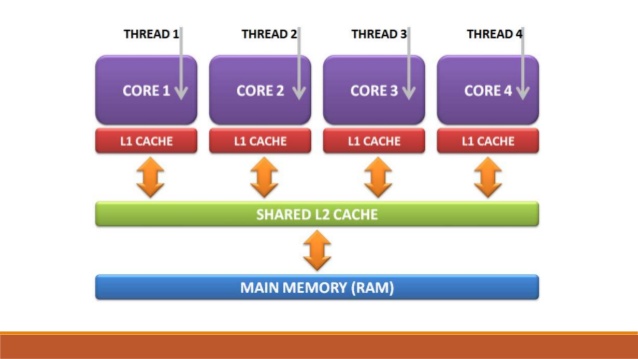 THREAD 1 THREAD 2 THREAD 3 THREAD 4
CORE 1 CORE 2 CORE 3 CORE 4
L1 CACHE L1 CACHE L1 CACHE L1 CACHE
SHARED L2 CACHE
MAIN MEMORY (RAM)